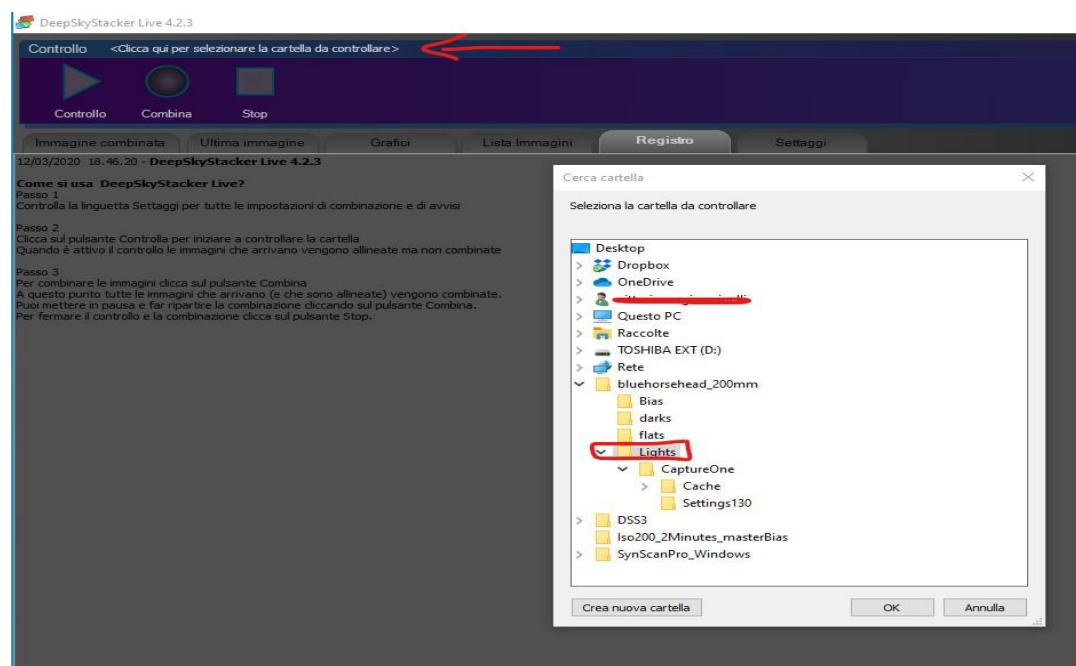 DeepSkyStacker Live 4.2.3
Controllo <Clicca qui per selezionare la cartella da controllare>
Controllo Combina Stop
Immagine combinata Ultima immagine Grafici Lista Immagini Registro Settaggi
12/03/2020 18.46.20 - DeepSkyStacker Live 4.2.3
Come si usa DeepSkyStacker Live?
Passo 1
Controlla la linguetta Settaggi per tutte le impostazioni di combinazione e di avvisi
Passo 2
Clicca sul pulsante Controlla per iniziare a controllare la cartella
Quando è attivo il controllo le immagini che arrivano vengono allineate ma non combinate
Passo 3
Per combinare le immagini clicca sul pulsante Combina
A questo punto tutte le immagini che arrivano (e che sono allineate) vengono combinate.
Puoi mettere in pausa e far ripartire la combinazione cliccando sul pulsante Combina.
Per fermare il controllo e la combinazione clicca sul pulsante Stop.
Cerca cartella
Seleziona la cartella da controllare
Desktop
Dropbox
OneDrive
Questo PC
Raccolte
TOSHIBA EXT (D:)
Rete
bluehorsehead_200mm
Bias
darks
flats
Lights
CaptureOne
Cache
Settings130
DSS3
Iso200_2Minutes_masterBias
SynScanPro_Windows
Crea nuova cartella OK Annulla